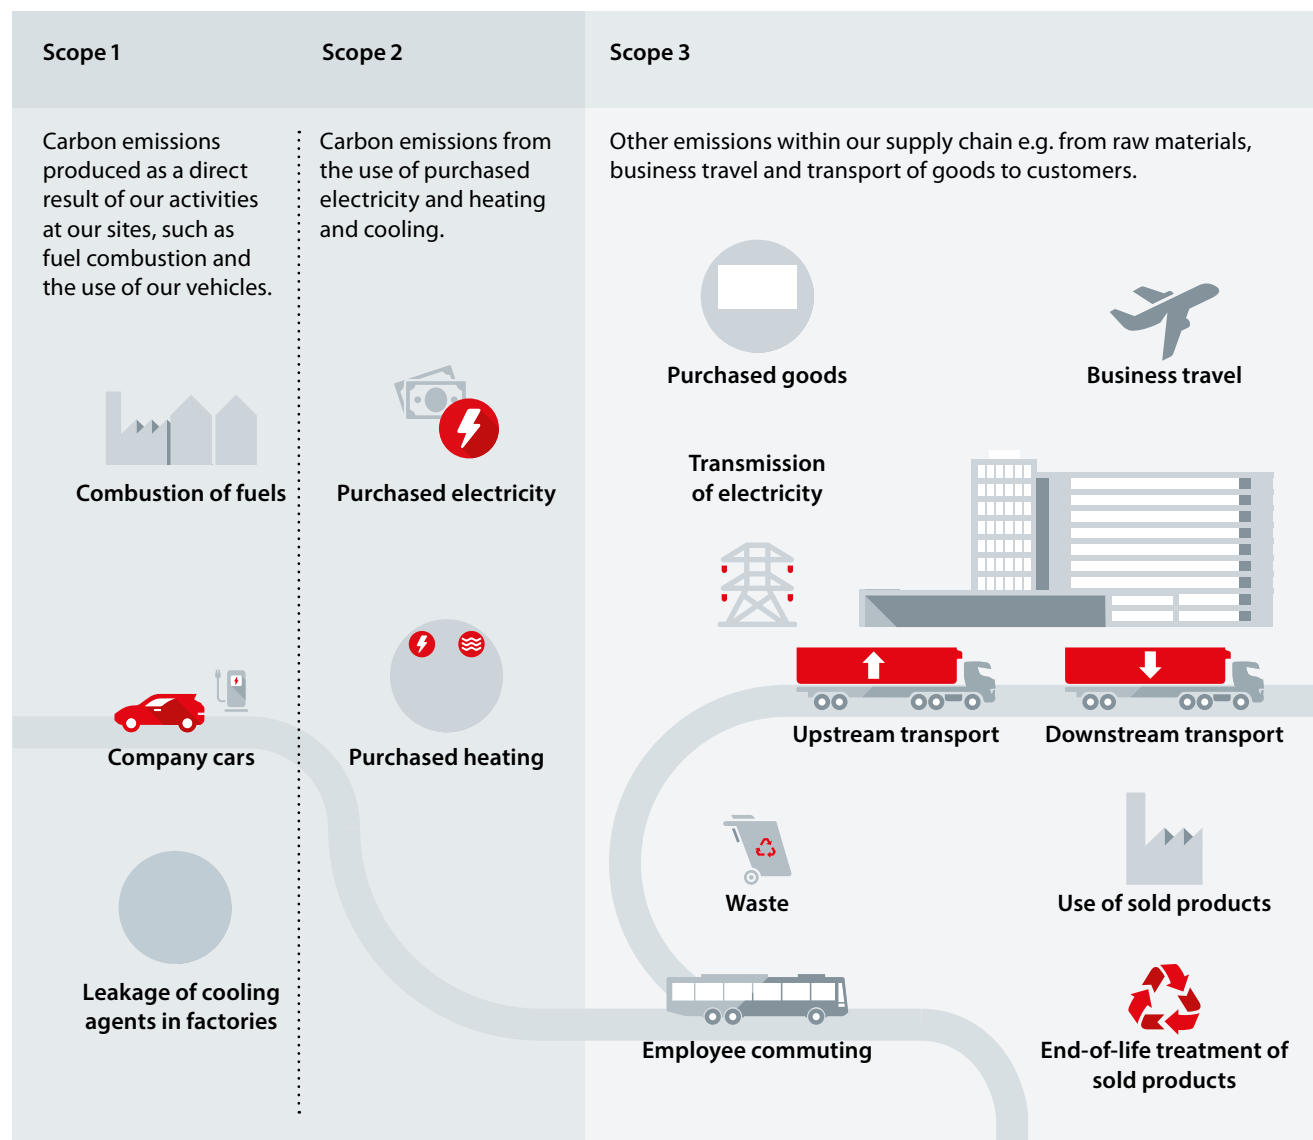 Scope 1
Scope 2
Scope 3
Carbon emissions
produced as a direct
result of our activities
at our sites, such as
fuel combustion and
the use of our vehicles.
Carbon emissions from
the use of purchased
electricity and heating
and cooling.
Other emissions within our supply chain e.g. from raw materials,
business travel and transport of goods to customers.
Combustion of fuels
Company cars
Leakage of cooling
agents in factories
Purchased electricity
Purchased heating
Purchased goods
Business travel
Transmission
of electricity
Upstream transport
Downstream transport
Waste
Use of sold products
Employee commuting
End-of-life treatment of
sold products